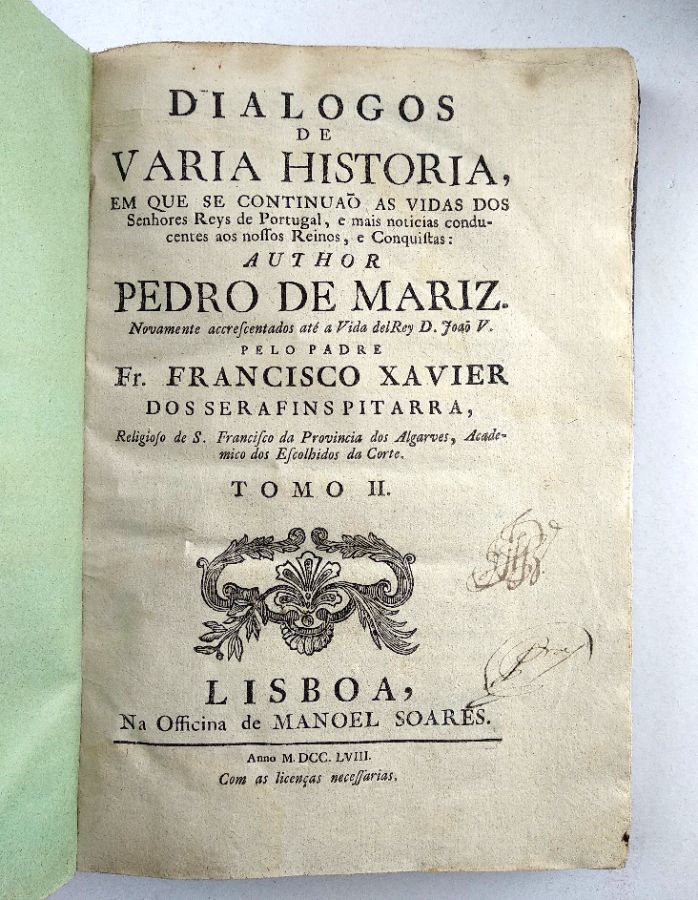 DIALOGOS
DE
VARIA HISTORIA,
EM QUE SE CONTINUAÕ AS VIDAS DOS
Senhores Reys de Portugal, e mais noticias condu-
centes aos noſſos Reinos, e Conquiſtas:
AUTHOR
PEDRO DE MARIZ.
Novamente accreſcentados até a Vida delRey D. Joaõ V.
PELO PADRE
Fr. FRANCISCO XAVIER
DOS SERAFINS PITARRA,
Religioſo de S. Franciſco da Provincia dos Algarves, Acade-
mico dos Eſcolhidos da Corte.
TOMO II.
LISBOA,
Na Officina de MANOEL SOARES.
Anno M. DCC. LVIII.
Com as licenças neceſſarias.